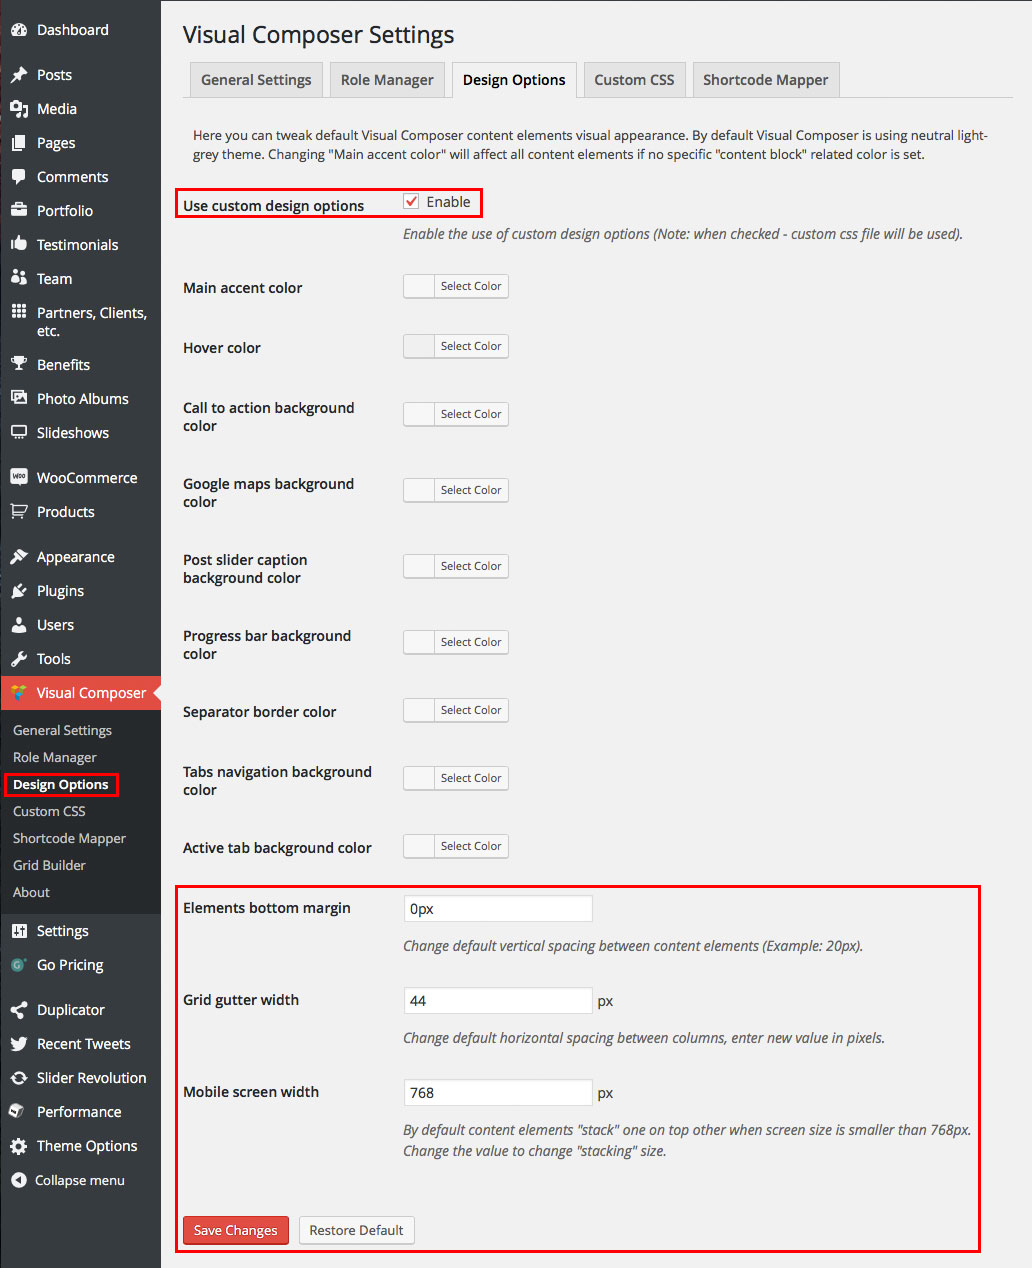 Dashboard
Posts
Media
Pages
Comments
Portfolio
Testimonials
Team
Partners, Clients,
etc.
Benefits
Photo Albums
Slideshows
WooCommerce
Products
Appearance
Plugins
Users
Tools
Visual Composer
General Settings
Role Manager
Design Options
Custom CSS
Shortcode Mapper
Grid Builder
About
Settings
Go Pricing
Duplicator
Recent Tweets
Slider Revolution
Performance
Theme Options
Collapse menu
Visual Composer Settings
General Settings Role Manager Design Options Custom CSS Shortcode Mapper
Here you can tweak default Visual Composer content elements visual appearance. By default Visual Composer is using neutral light-
grey theme. Changing "Main accent color" will affect all content elements if no specific "content block" related color is set.
Use custom design options Enable
Enable the use of custom design options (Note: when checked - custom css file will be used).
Main accent color Select Color
Hover color Select Color
Call to action background
color
Select Color
Google maps background
color
Select Color
Post slider caption
background color
Select Color
Progress bar background
color
Select Color
Separator border color Select Color
Tabs navigation background
color
Select Color
Active tab background color Select Color
Elements bottom margin 0px
Change default vertical spacing between content elements (Example: 20px).
Grid gutter width 44 px
Change default horizontal spacing between columns, enter new value in pixels.
Mobile screen width 768 px
By default content elements "stack" one on top other when screen size is smaller than 768px.
Change the value to change "stacking" size.
Save Changes Restore Default